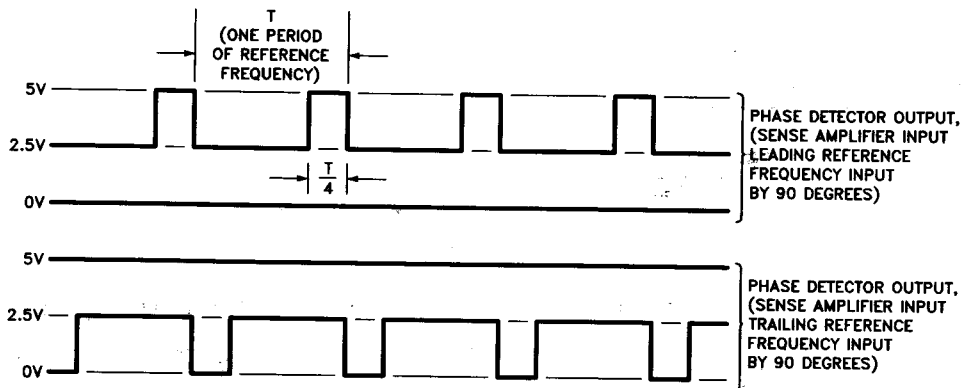 T
(ONE PERIOD
OF REFERENCE
FREQUENCY)
5V
2.5V
T
4
0V
PHASE DETECTOR OUTPUT,
(SENSE AMPLIFIER INPUT
LEADING REFERENCE
FREQUENCY INPUT
BY 90 DEGREES)
5V
2.5V
0V
PHASE DETECTOR OUTPUT,
(SENSE AMPLIFIER INPUT
TRAILING REFERENCE
FREQUENCY INPUT
BY 90 DEGREES)